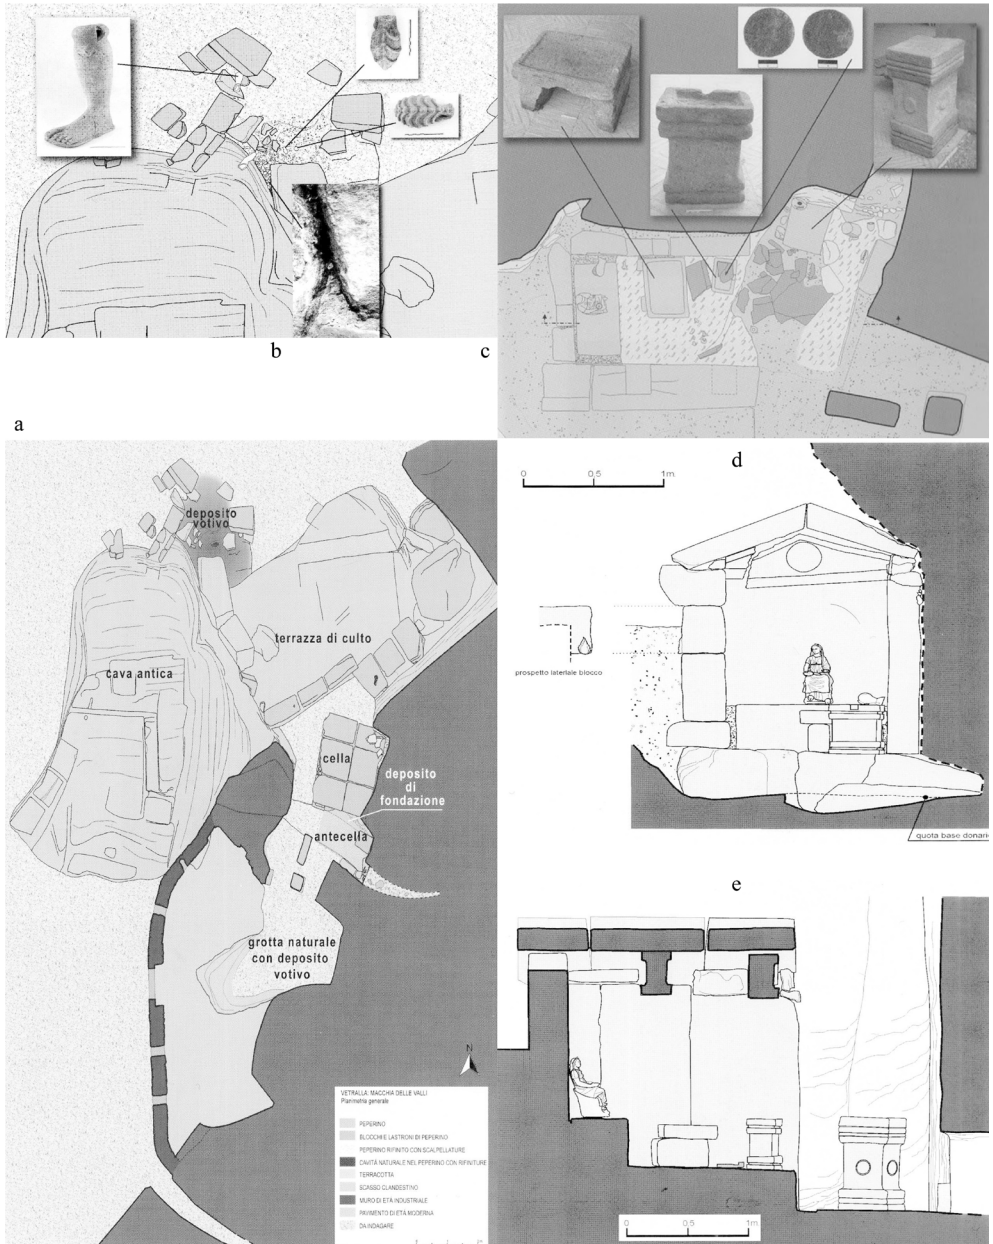 b
c
a
deposito
votivo
terrazza di culto
cava antica
cella
deposito
di
fondazione
antecella
grotta naturale
con deposito
votivo
N
VETRALLA: MACCHIA DELLE VALLI
Planimetria generale
PEPERINO
BLOCCHI E LASTRONI DI PEPERINO
PEPERINO RIFINITO CON SCALPELLATURE
CAVITÀ NATURALE NEL PEPERINO CON RIFINITURE
TERRACOTTA
SCASSO CLANDESTINO
MURO DI ETÀ INDUSTRIALE
PAVIMENTO DI ETÀ MODERNA
DA INDAGARE
d
0 0.5 1m.
prospetto laterlale blocco
quota base donario
e
0 0.5 1m.